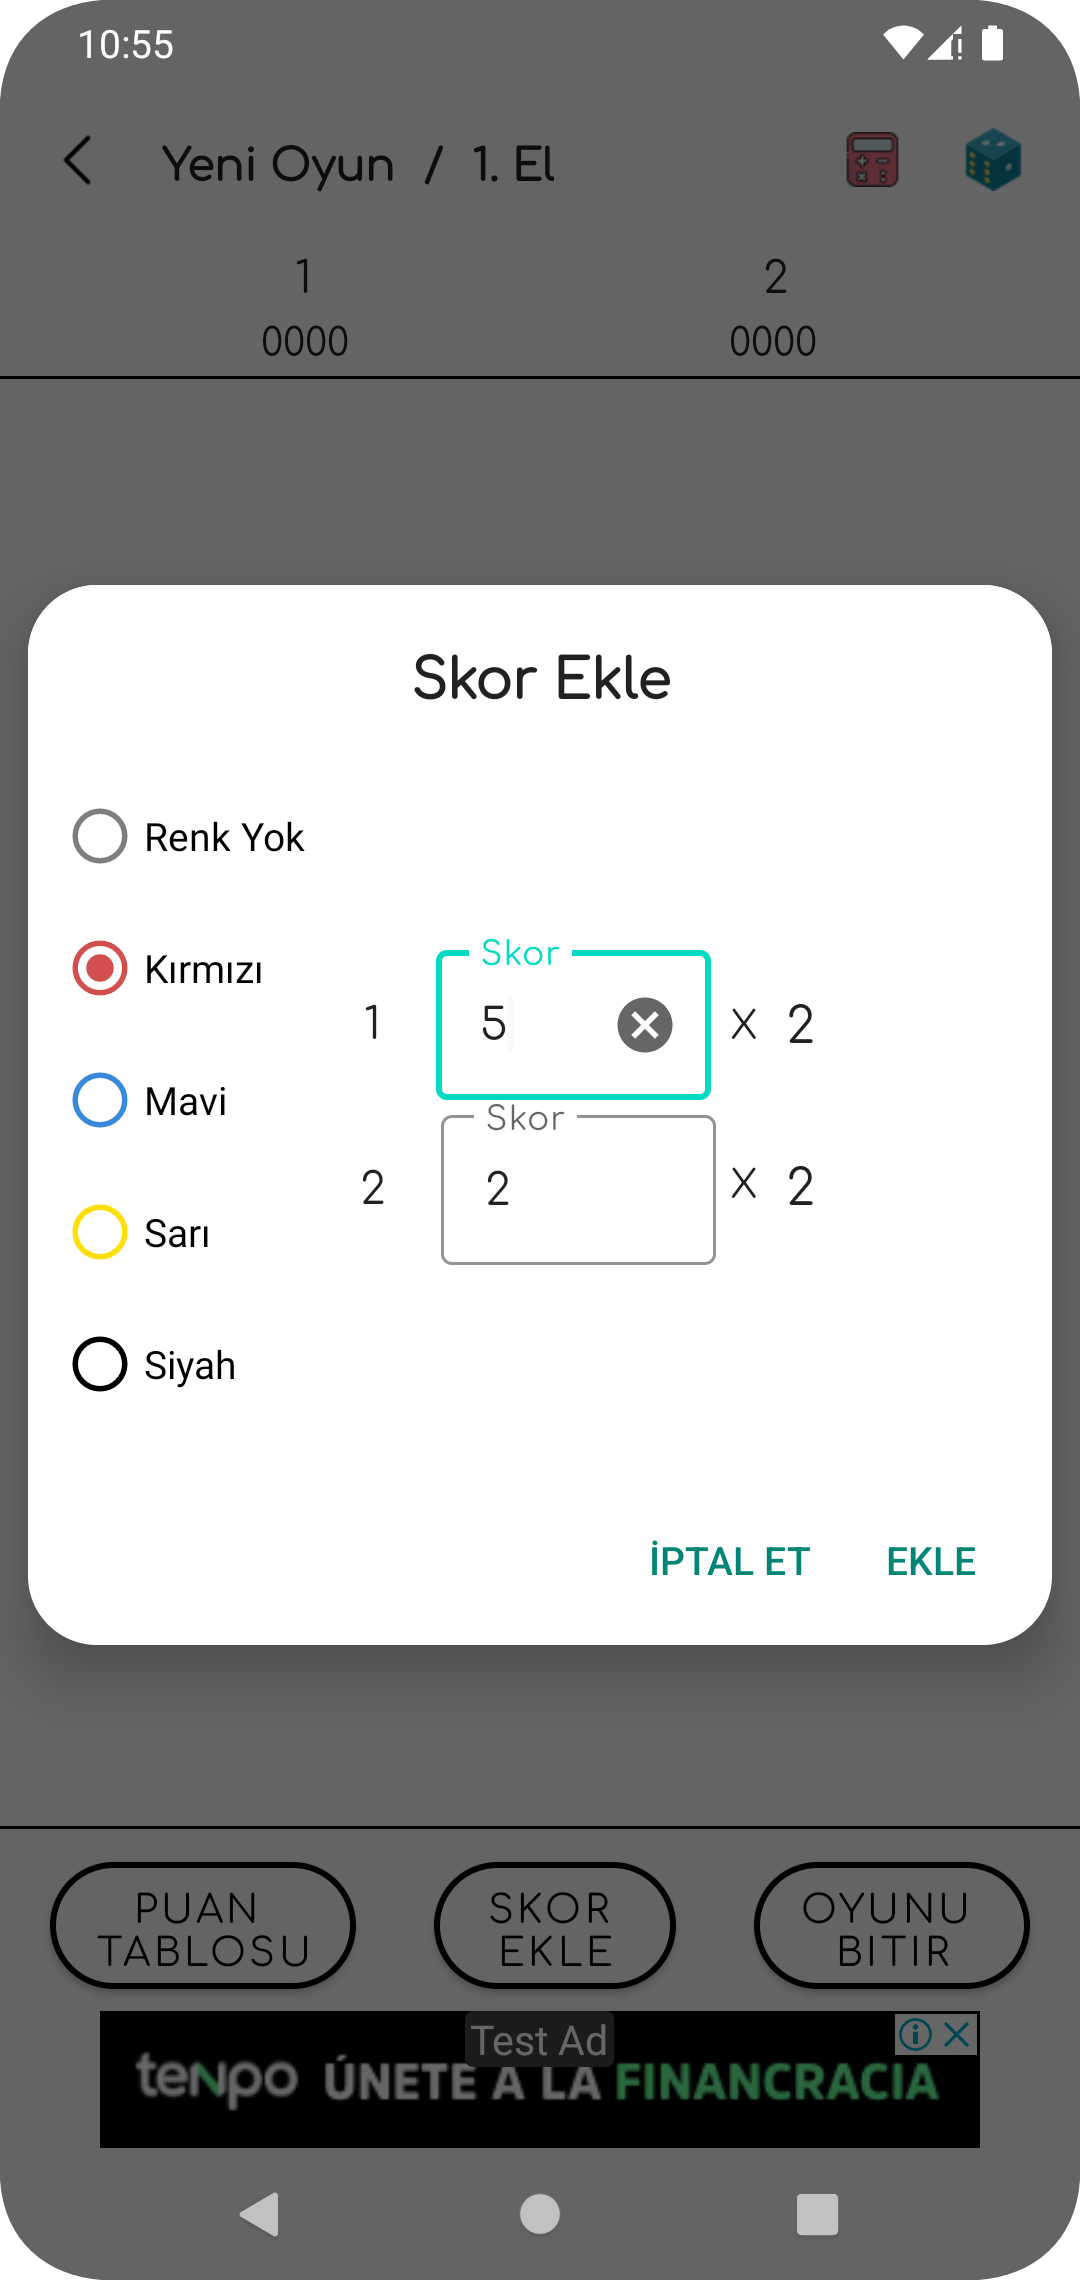 10:55
Yeni Oyun / 1. El
1 2
0000 0000
Skor Ekle
Renk Yok
Kırmızı
Mavi
Sarı
Siyah
Skor
1 5 X 2
Skor
2 2 X 2
İPTAL ET EKLE
PUAN TABLOSU
SKOR EKLE
OYUNU BITIR
Test Ad
tenpo ÚNETE A LA FINANCRACIA